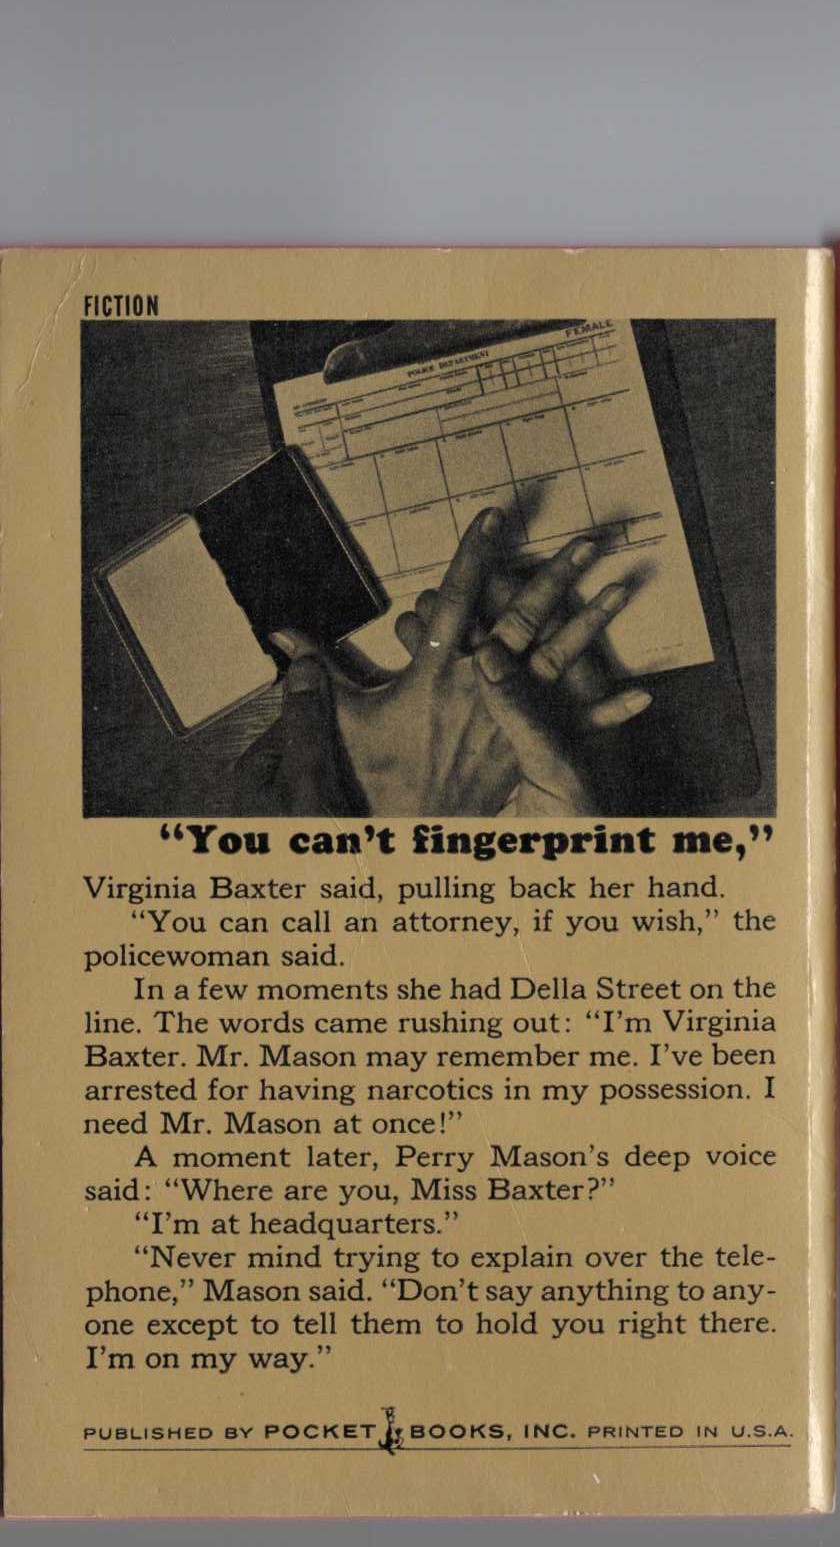 FICTION
POLICE DEPARTMENT
FEMALE
“You can’t fingerprint me,”
Virginia Baxter said, pulling back her hand.
“You can call an attorney, if you wish,” the
policewoman said.
In a few moments she had Della Street on the
line. The words came rushing out: “I’m Virginia
Baxter. Mr. Mason may remember me. I’ve been
arrested for having narcotics in my possession. I
need Mr. Mason at once!”
A moment later, Perry Mason’s deep voice
said: “Where are you, Miss Baxter?”
“I’m at headquarters.”
“Never mind trying to explain over the tele-
phone,” Mason said. “Don’t say anything to any-
one except to tell them to hold you right there.
I’m on my way.”
PUBLISHED BY POCKET BOOKS, INC. PRINTED IN U.S.A.